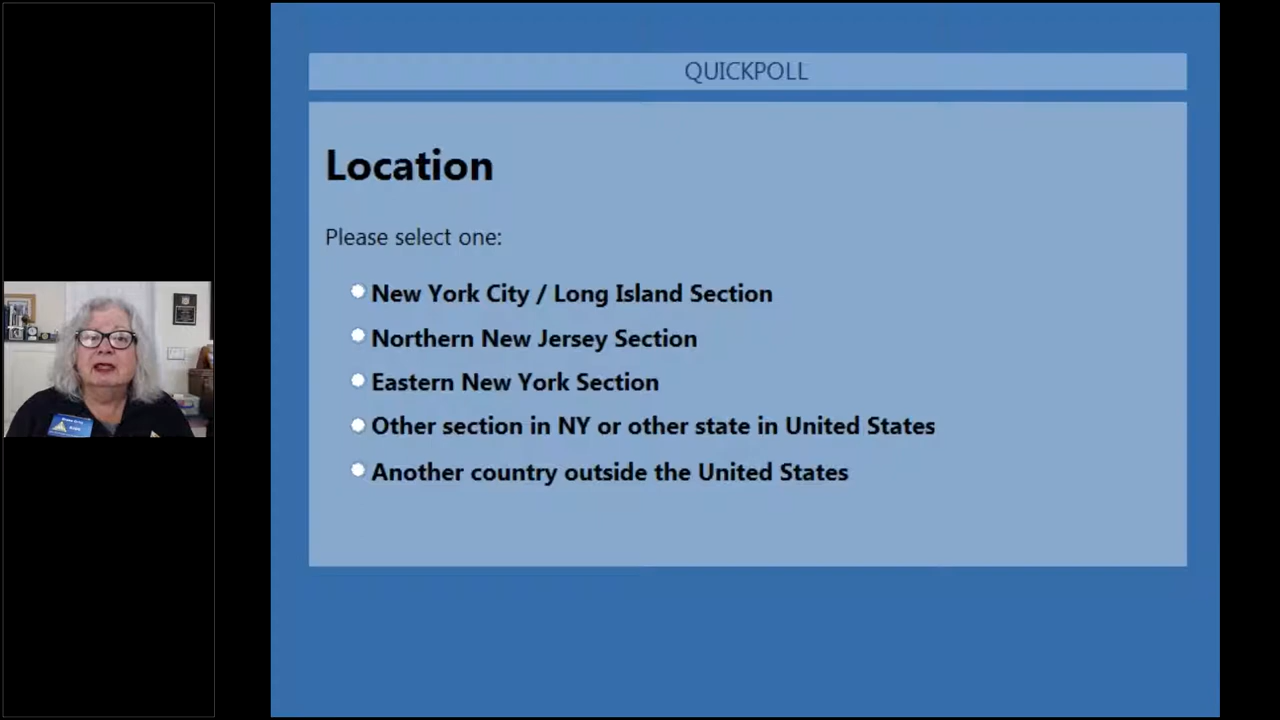 QUICKPOLL
Location
Please select one:
New York City / Long Island Section
Northern New Jersey Section
Eastern New York Section
Other section in NY or other state in United States
Another country outside the United States